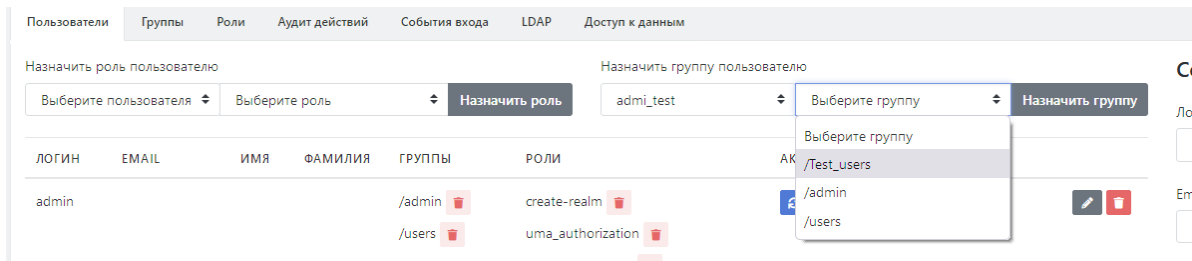 Пользователи Группы Роли Аудит действий События входа LDAP Доступ к данным
Назначить роль пользователю Назначить группу пользователю
Выберите пользователя Выберите роль Назначить роль admi_test Выберите группу Назначить группу
Выберите группу
ЛОГИН EMAIL ИМЯ ФАМИЛИЯ ГРУППЫ РОЛИ
/Test_users
admin /admin create-realm /admin
/users uma_authorization /users